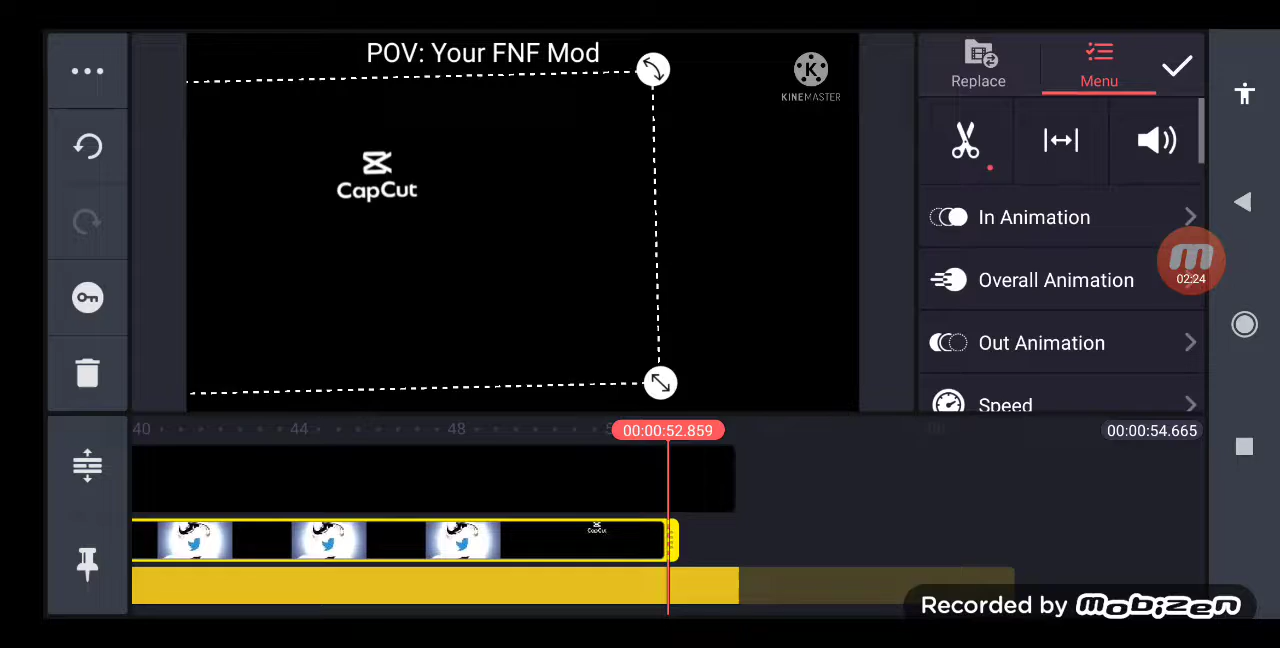 POV: Your FNF Mod
K
KINEMASTER
Replace
Menu
CapCut
In Animation
Overall Animation
02:24
Out Animation
Speed
40
44
48
00:00:52.859
00:00:54.665
CapCut
Recorded by mobizen